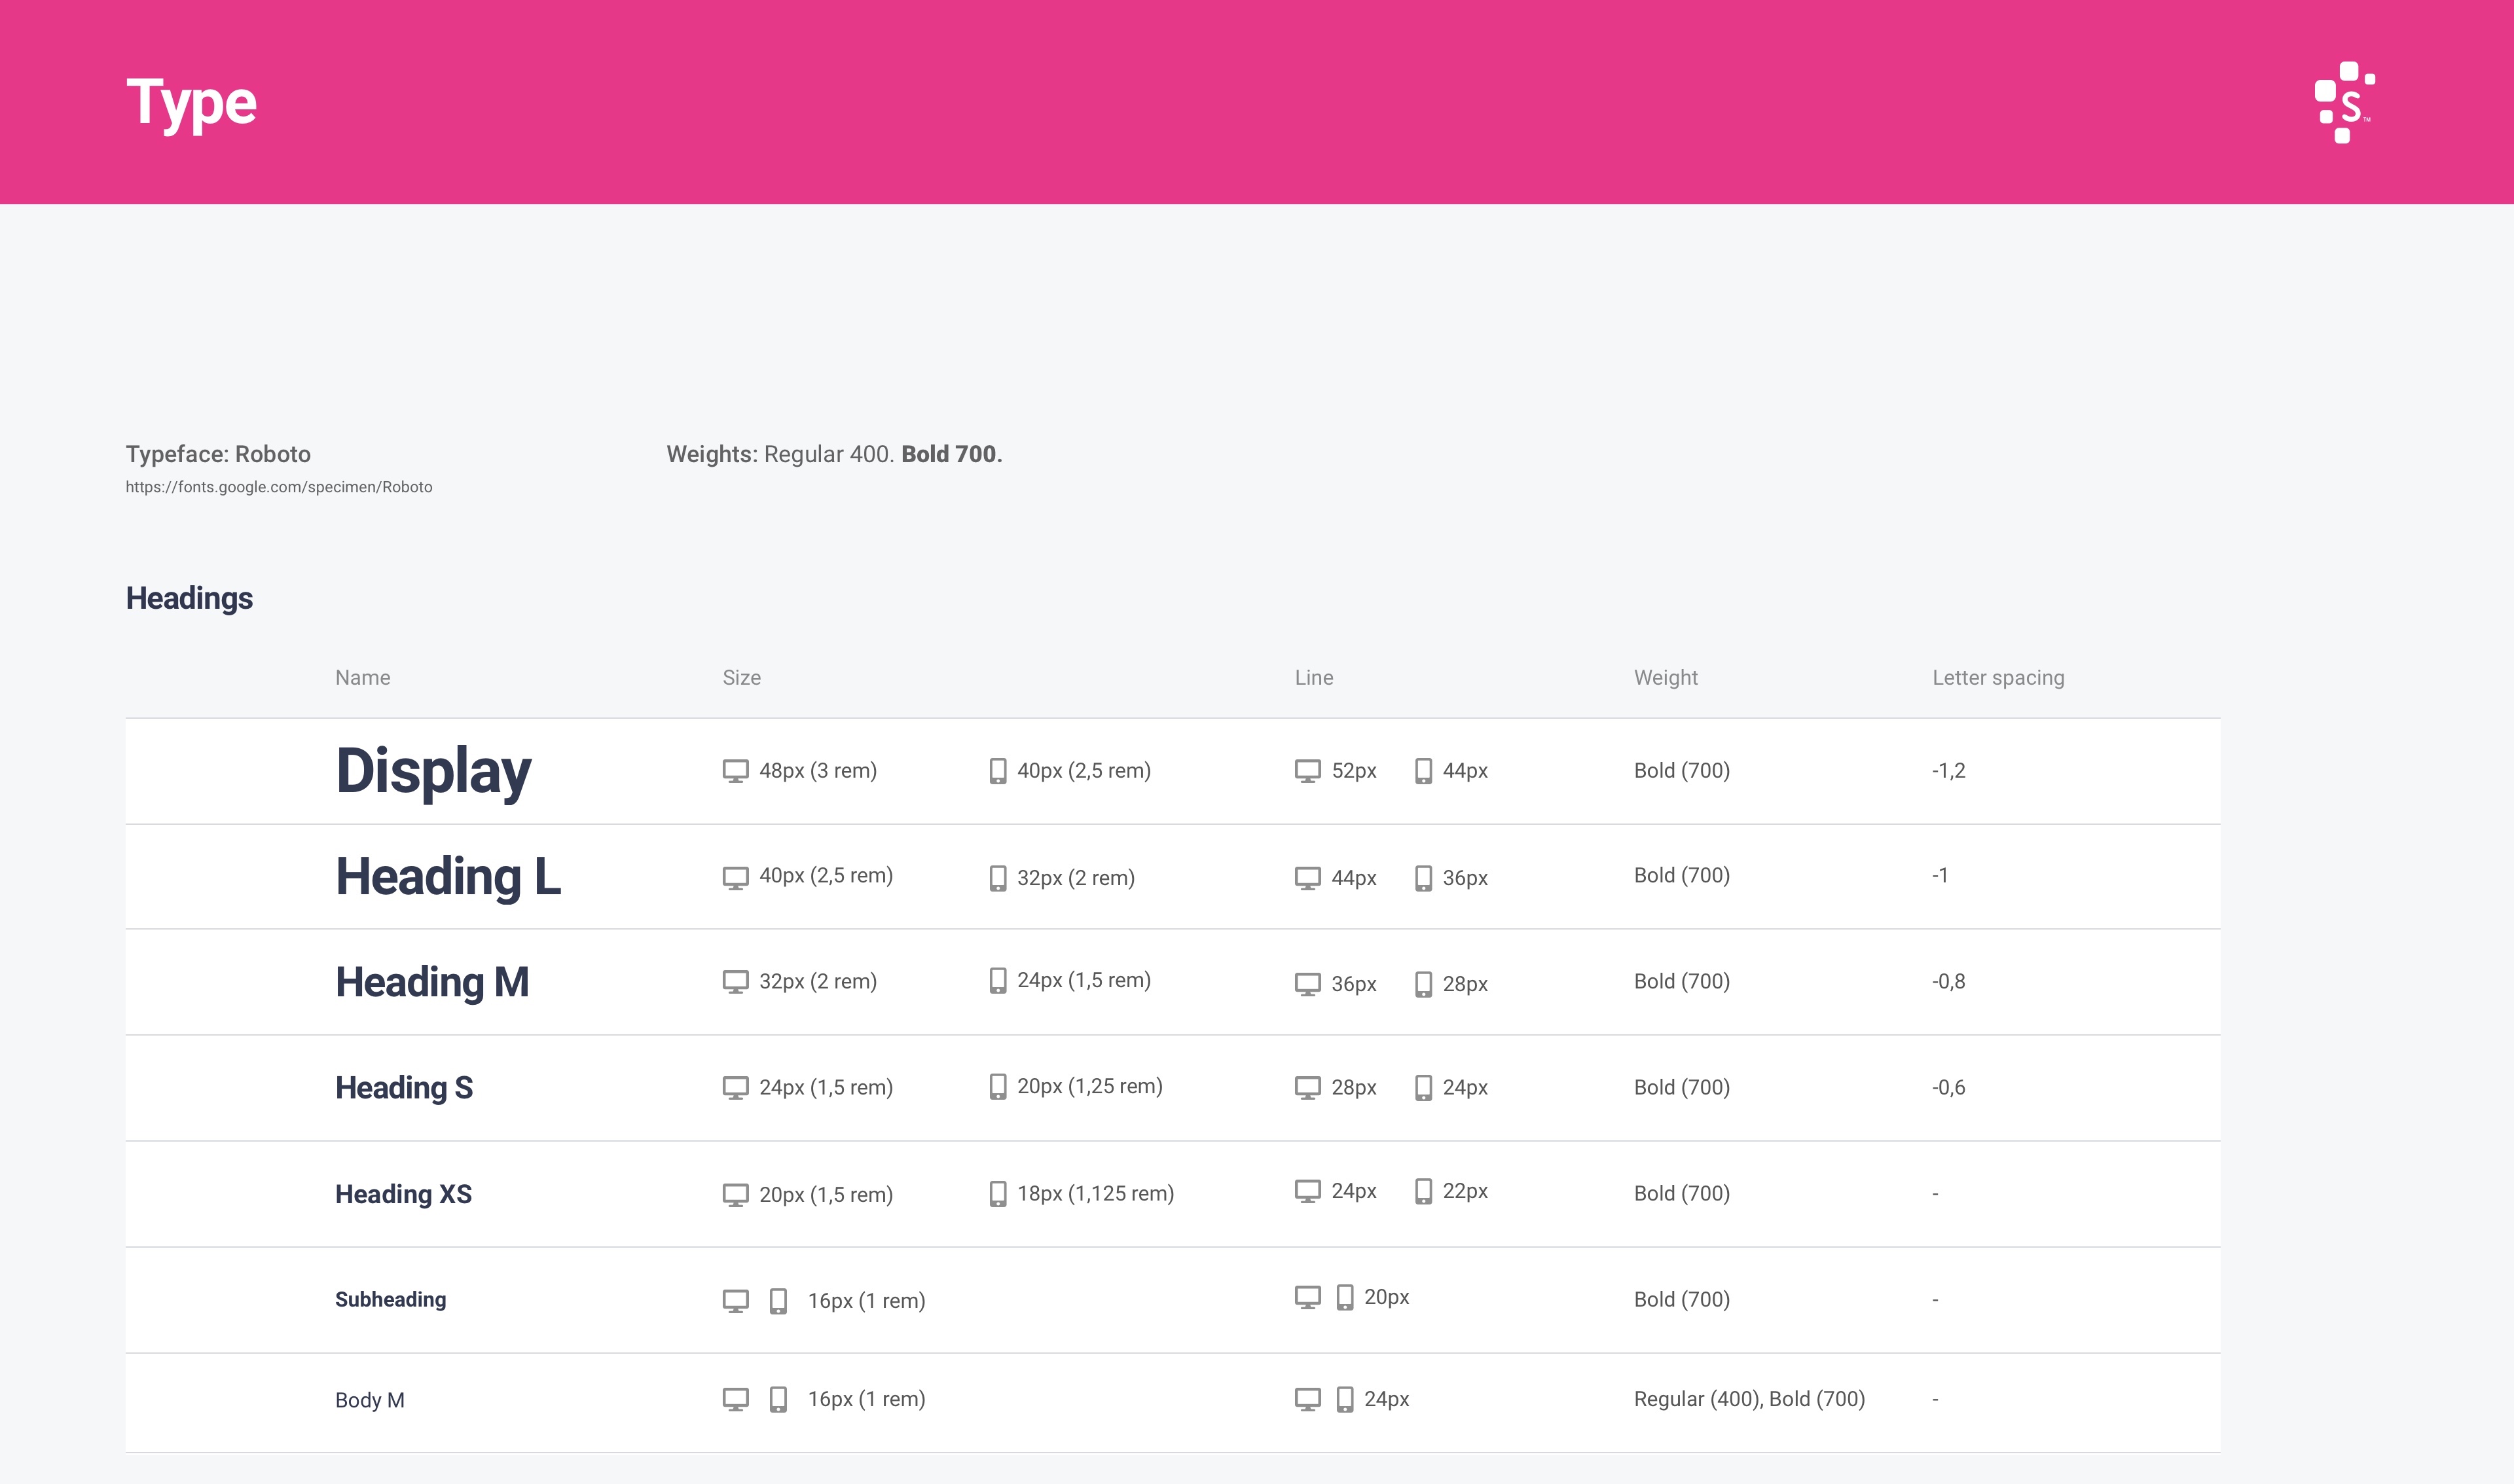 Type
S™
Typeface: Roboto
Weights: Regular 400. Bold 700.
https://fonts.google.com/specimen/Roboto
Headings
Name Size Line Weight Letter spacing
Display 48px (3 rem) 40px (2,5 rem) 52px 44px Bold (700) -1,2
Heading L 40px (2,5 rem) 32px (2 rem) 44px 36px Bold (700) -1
Heading M 32px (2 rem) 24px (1,5 rem) 36px 28px Bold (700) -0,8
Heading S 24px (1,5 rem) 20px (1,25 rem) 28px 24px Bold (700) -0,6
Heading XS 20px (1,5 rem) 18px (1,125 rem) 24px 22px Bold (700) -
Subheading 16px (1 rem) 20px Bold (700) -
Body M 16px (1 rem) 24px Regular (400), Bold (700) -